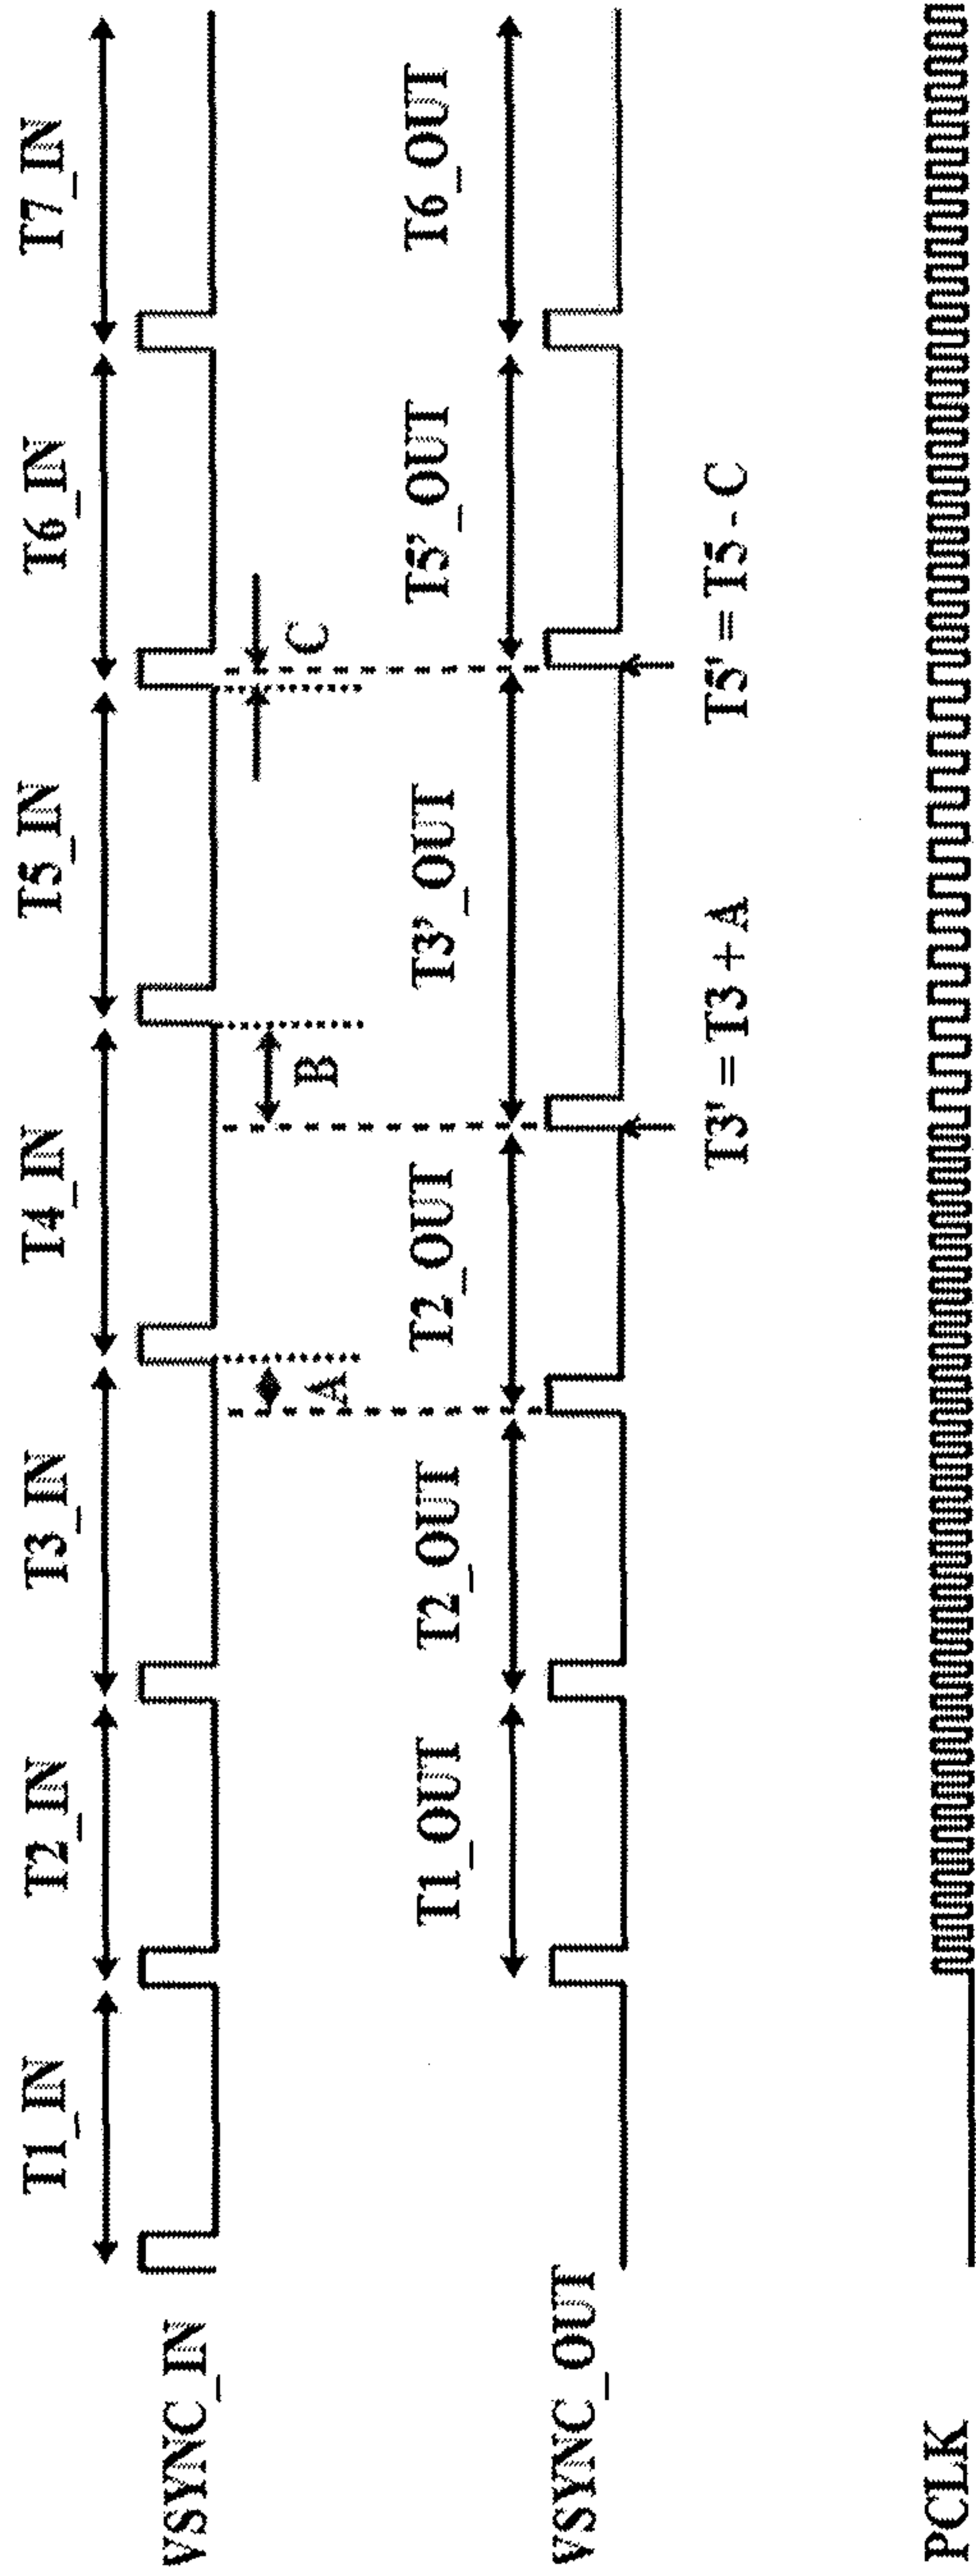 T1_IN T2_IN T3_IN T4_IN T5_IN T6_IN T7_IN
VSYNC_IN
A B C
T1_OUT T2_OUT T2_OUT T3'_OUT T5'_OUT T6_OUT
VSYNC_OUT
T3' = T3 + A T5' = T5 - C
PCLK